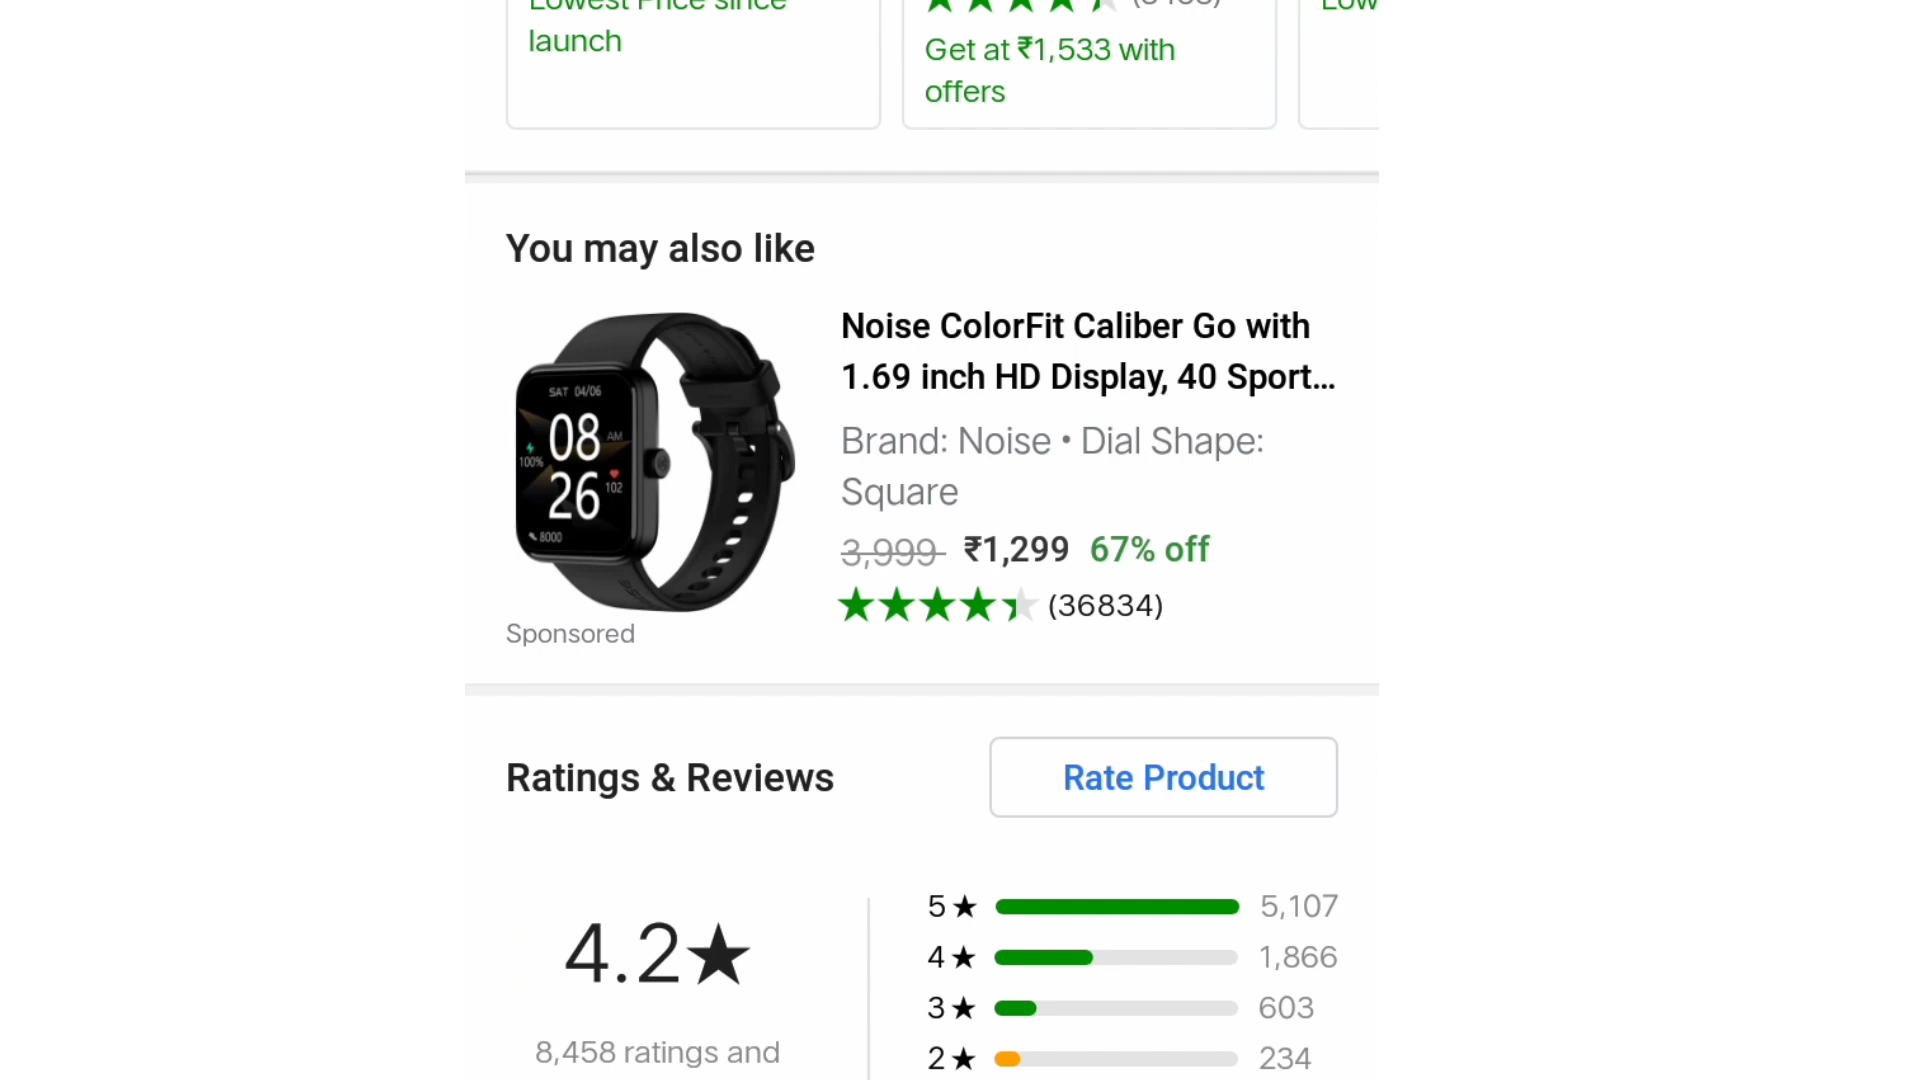 Lowest Price since
launch
Get at ₹1,533 with
offers
You may also like
SAT 04/06
08 AM
100%
26 102
8000
Noise ColorFit Caliber Go with
1.69 inch HD Display, 40 Sport...
Brand: Noise • Dial Shape:
Square
3,999 ₹1,299 67% off
(36834)
Sponsored
Ratings & Reviews
Rate Product
4.2★
8,458 ratings and
5★ 5,107
4★ 1,866
3★ 603
2★ 234